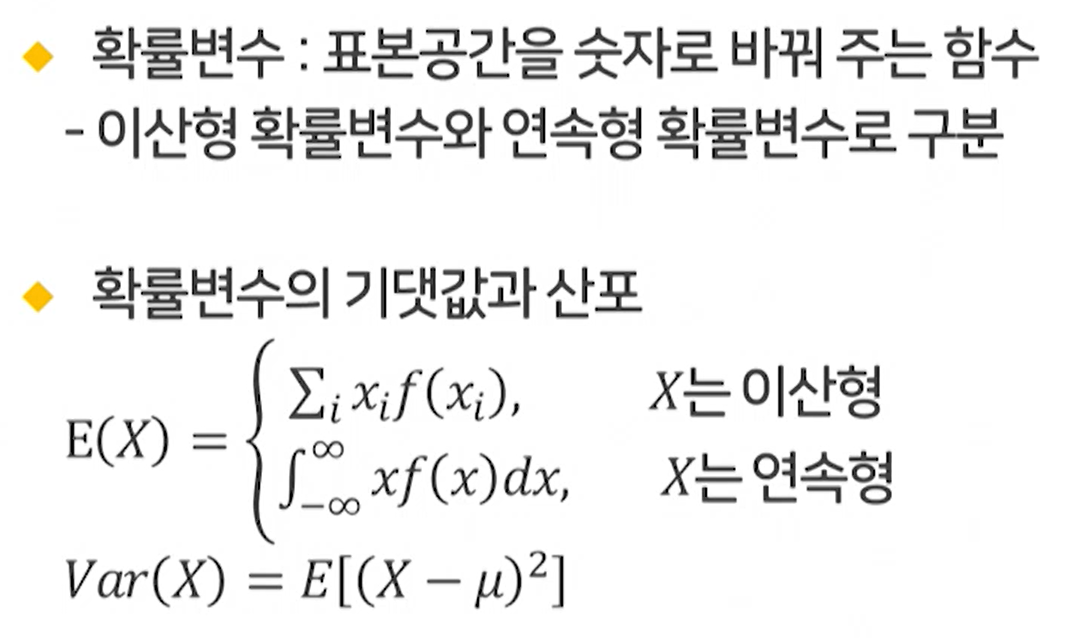 ◆ 확률변수 : 표본공간을 숫자로 바꿔 주는 함수
- 이산형 확률변수와 연속형 확률변수로 구분
◆ 확률변수의 기댓값과 산포
E(X) = { ∑ᵢ xᵢf(xᵢ), X는 이산형
∫_{-∞}^{∞} xf(x)dx, X는 연속형
Var(X) = E[(X − μ)²]